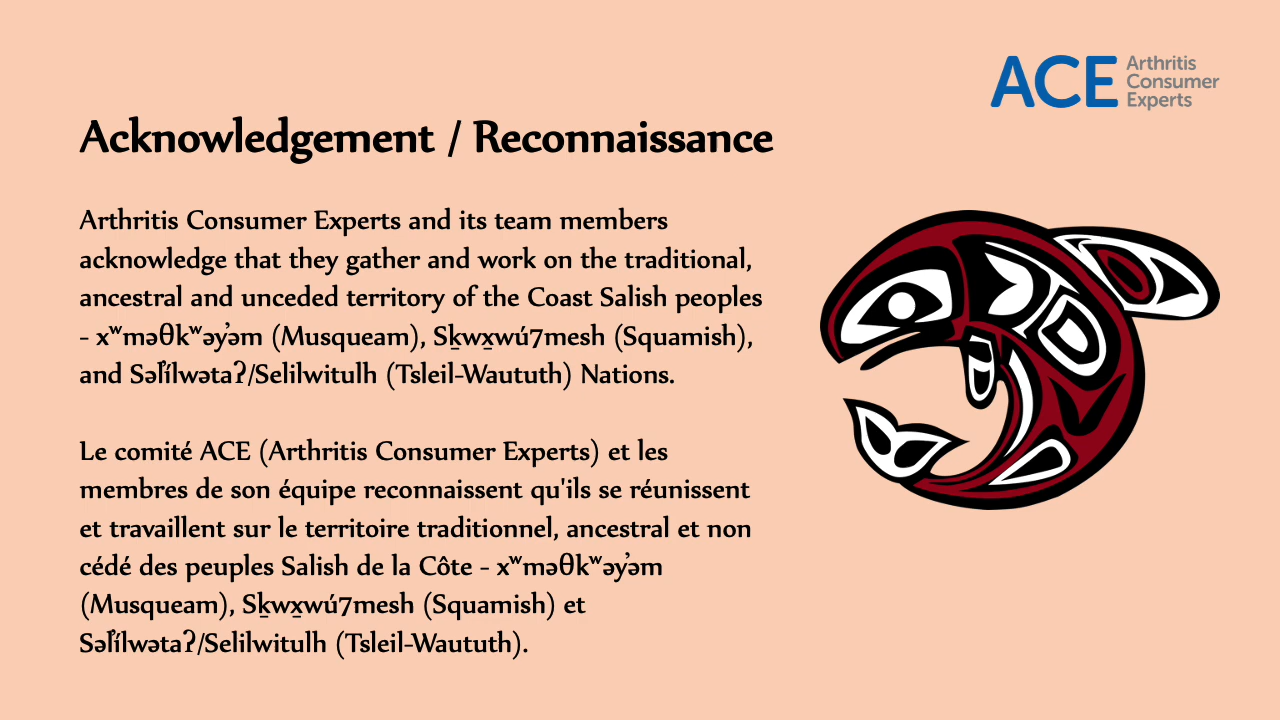 ACE Arthritis
Consumer
Experts
Acknowledgement / Reconnaissance
Arthritis Consumer Experts and its team members
acknowledge that they gather and work on the traditional,
ancestral and unceded territory of the Coast Salish peoples
- xʷməθkʷəy̓əm (Musqueam), Sḵwx̱wú7mesh (Squamish),
and Səl̓ílwətaʔ/Selilwitulh (Tsleil-Waututh) Nations.
Le comité ACE (Arthritis Consumer Experts) et les
membres de son équipe reconnaissent qu'ils se réunissent
et travaillent sur le territoire traditionnel, ancestral et non
cédé des peuples Salish de la Côte - xʷməθkʷəy̓əm
(Musqueam), Sḵwx̱wú7mesh (Squamish) et
Səl̓ílwətaʔ/Selilwitulh (Tsleil-Waututh).